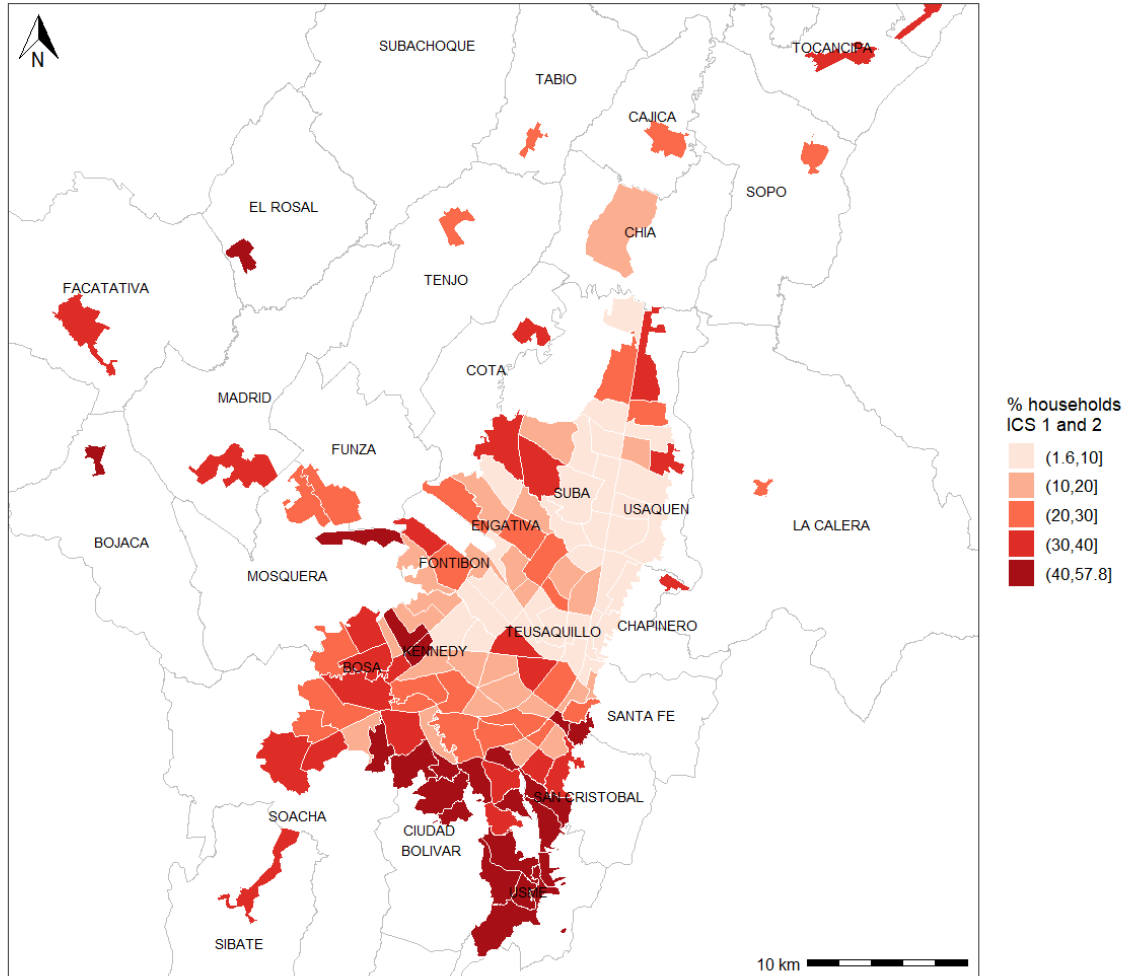 N
SUBACHOQUE
TOCANCIPA
TABIO
CAJICA
SOPO
EL ROSAL
CHIA
TENJO
FACATATIVA
COTA
MADRID
FUNZA
SUBA
USAQUEN
ENGATIVA
LA CALERA
BOJACA
FONTIBON
MOSQUERA
TEUSAQUILLO
CHAPINERO
KENNEDY
BOSA
SANTA FE
SAN CRISTOBAL
SOACHA
CIUDAD
BOLIVAR
USME
SIBATE
10 km
% households
ICS 1 and 2
(1.6,10]
(10,20]
(20,30]
(30,40]
(40,57.8]